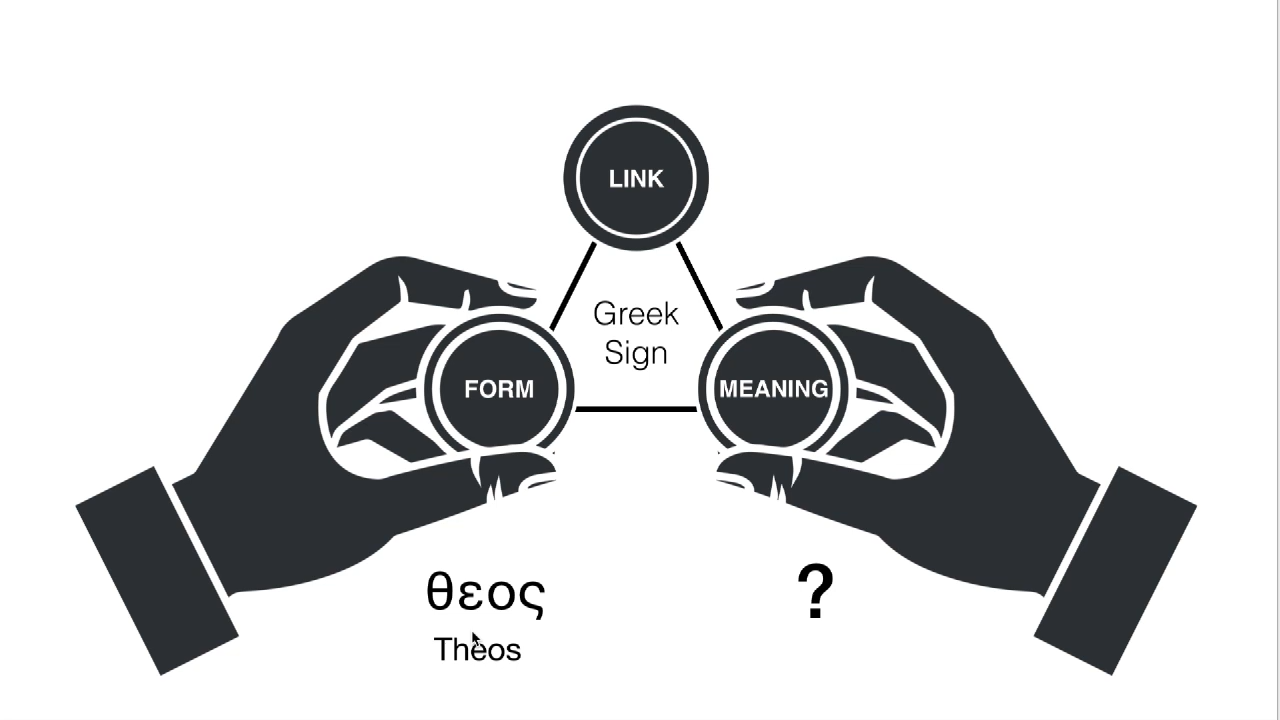 LINK
Greek
Sign
FORM
MEANING
θεος
?
Theos